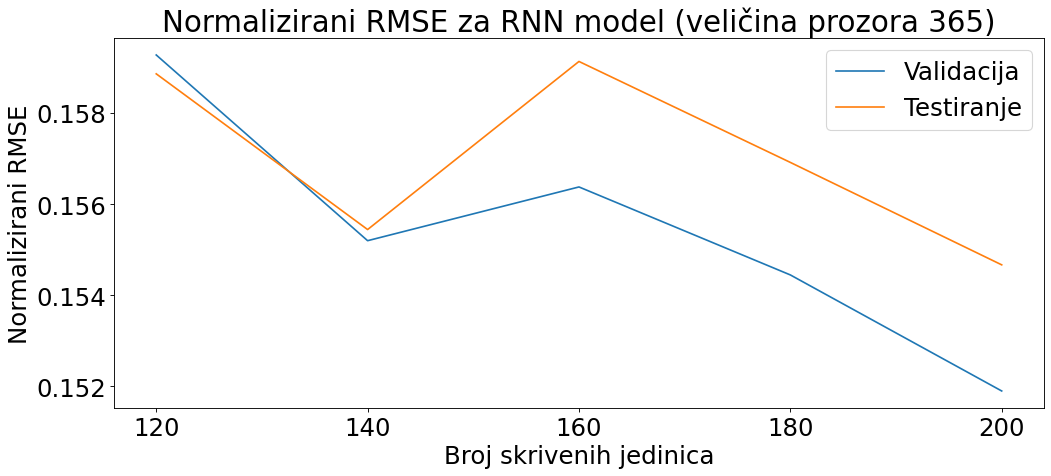 Normalizirani RMSE za RNN model (veličina prozora 365)
Validacija
Testiranje
Normalizirani RMSE
0.158
0.156
0.154
0.152
120 140 160 180 200
Broj skrivenih jedinica